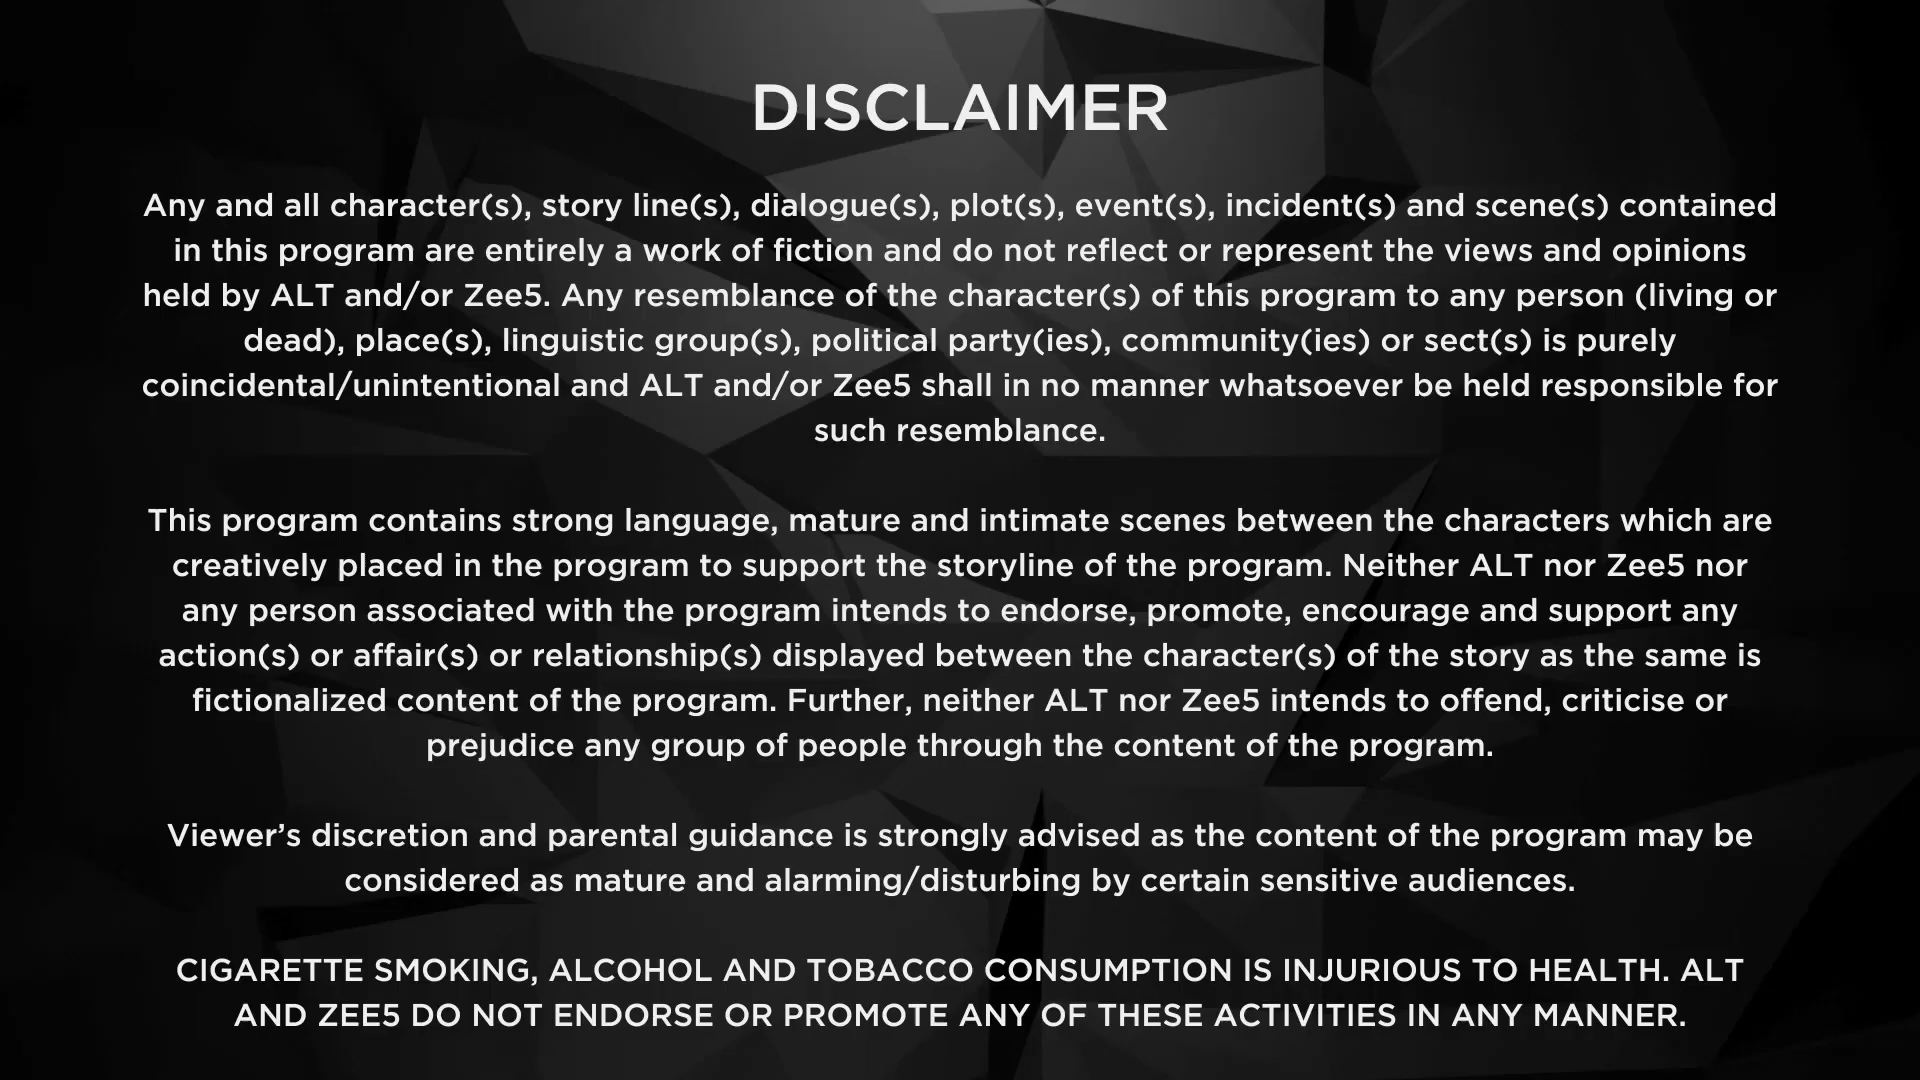 DISCLAIMER
Any and all character(s), story line(s), dialogue(s), plot(s), event(s), incident(s) and scene(s) contained
in this program are entirely a work of fiction and do not reflect or represent the views and opinions
held by ALT and/or Zee5. Any resemblance of the character(s) of this program to any person (living or
dead), place(s), linguistic group(s), political party(ies), community(ies) or sect(s) is purely
coincidental/unintentional and ALT and/or Zee5 shall in no manner whatsoever be held responsible for
such resemblance.
This program contains strong language, mature and intimate scenes between the characters which are
creatively placed in the program to support the storyline of the program. Neither ALT nor Zee5 nor
any person associated with the program intends to endorse, promote, encourage and support any
action(s) or affair(s) or relationship(s) displayed between the character(s) of the story as the same is
fictionalized content of the program. Further, neither ALT nor Zee5 intends to offend, criticise or
prejudice any group of people through the content of the program.
Viewer’s discretion and parental guidance is strongly advised as the content of the program may be
considered as mature and alarming/disturbing by certain sensitive audiences.
CIGARETTE SMOKING, ALCOHOL AND TOBACCO CONSUMPTION IS INJURIOUS TO HEALTH. ALT
AND ZEE5 DO NOT ENDORSE OR PROMOTE ANY OF THESE ACTIVITIES IN ANY MANNER.